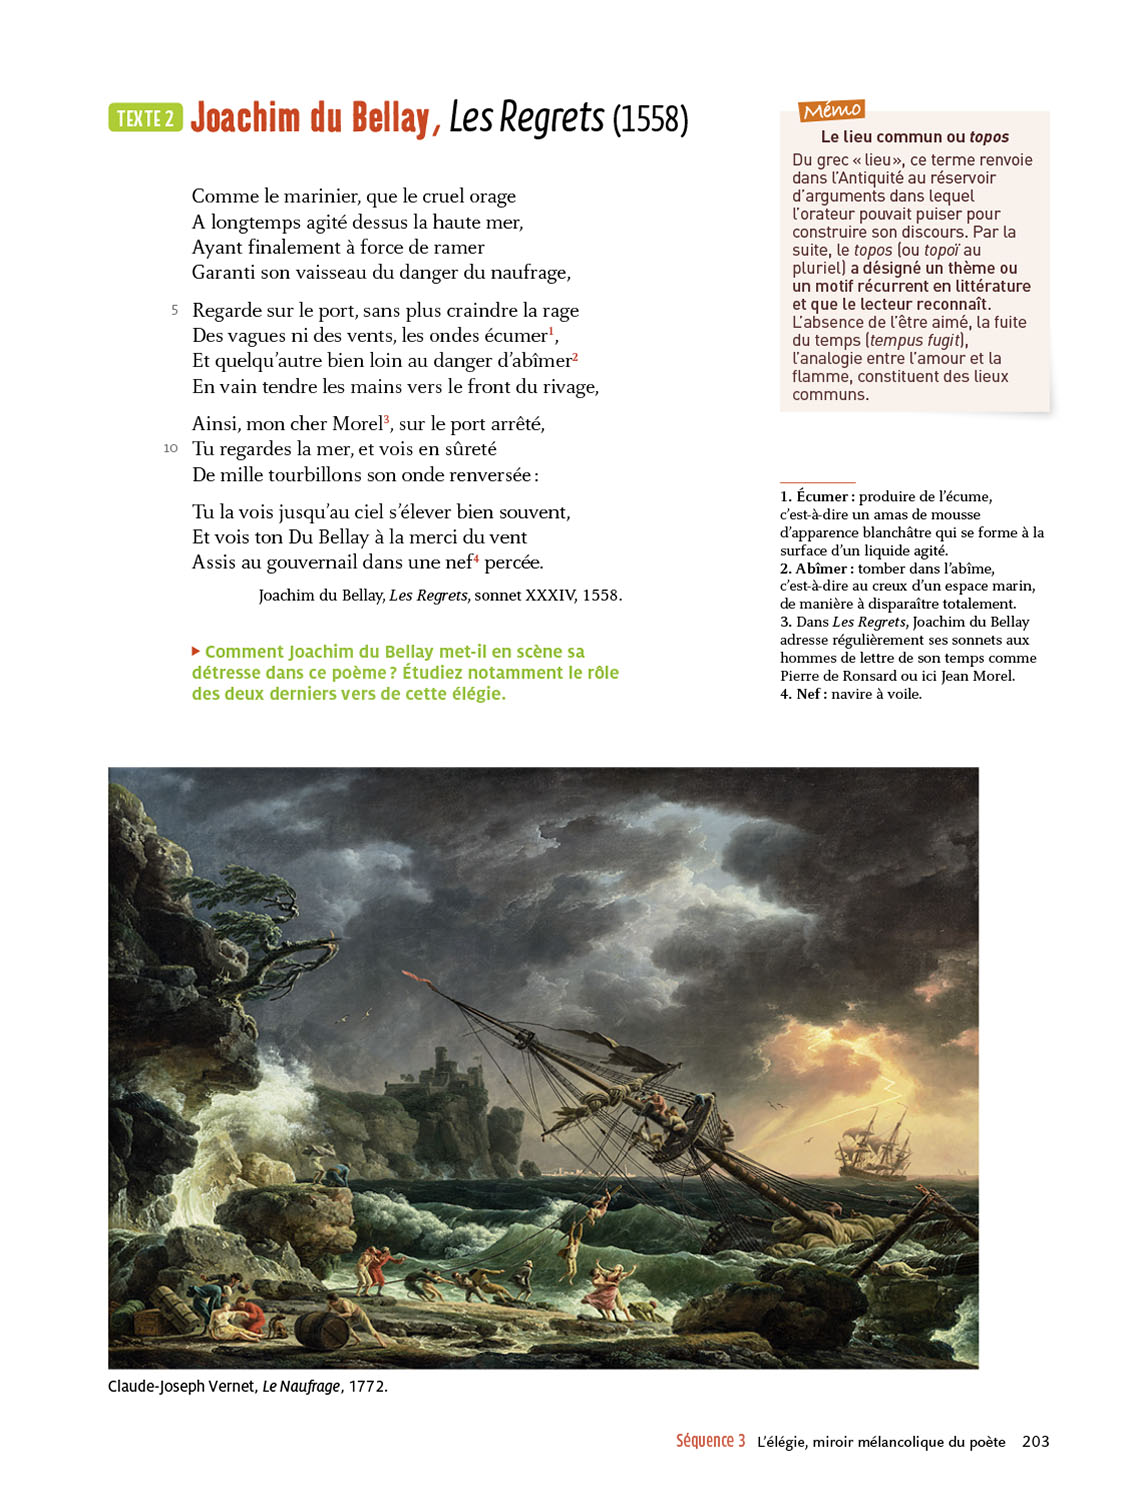 TEXTE 2 Joachim du Bellay, Les Regrets (1558)
Comme le marinier, que le cruel orage
A longtemps agité dessus la haute mer,
Ayant finalement à force de ramer
Garanti son vaisseau du danger du naufrage,
5 Regarde sur le port, sans plus craindre la rage
Des vagues ni des vents, les ondes écumer1,
Et quelqu’autre bien loin au danger d’abîmer2
En vain tendre les mains vers le front du rivage,
Ainsi, mon cher Morel3, sur le port arrêté,
10 Tu regardes la mer, et vois en sûreté
De mille tourbillons son onde renversée :
Tu la vois jusqu’au ciel s’élever bien souvent,
Et vois ton Du Bellay à la merci du vent
Assis au gouvernail dans une nef4 percée.
Joachim du Bellay, Les Regrets, sonnet XXXIV, 1558.
Comment Joachim du Bellay met-il en scène sa
détresse dans ce poème ? Étudiez notamment le rôle
des deux derniers vers de cette élégie.
Mémo
Le lieu commun ou topos
Du grec « lieu », ce terme renvoie
dans l’Antiquité au réservoir
d’arguments dans lequel
l’orateur pouvait puiser pour
construire son discours. Par la
suite, le topos (ou topoï au
pluriel) a désigné un thème ou
un motif récurrent en littérature
et que le lecteur reconnaît.
L’absence de l’être aimé, la fuite
du temps (tempus fugit),
l’analogie entre l’amour et la
flamme, constituent des lieux
communs.
1. Écumer : produire de l’écume,
c’est-à-dire un amas de mousse
d’apparence blanchâtre qui se forme à la
surface d’un liquide agité.
2. Abîmer : tomber dans l’abîme,
c’est-à-dire au creux d’un espace marin,
de manière à disparaître totalement.
3. Dans Les Regrets, Joachim du Bellay
adresse régulièrement ses sonnets aux
hommes de lettre de son temps comme
Pierre de Ronsard ou ici Jean Morel.
4. Nef : navire à voile.
Claude-Joseph Vernet, Le Naufrage, 1772.
Séquence 3 L’élégie, miroir mélancolique du poète 203